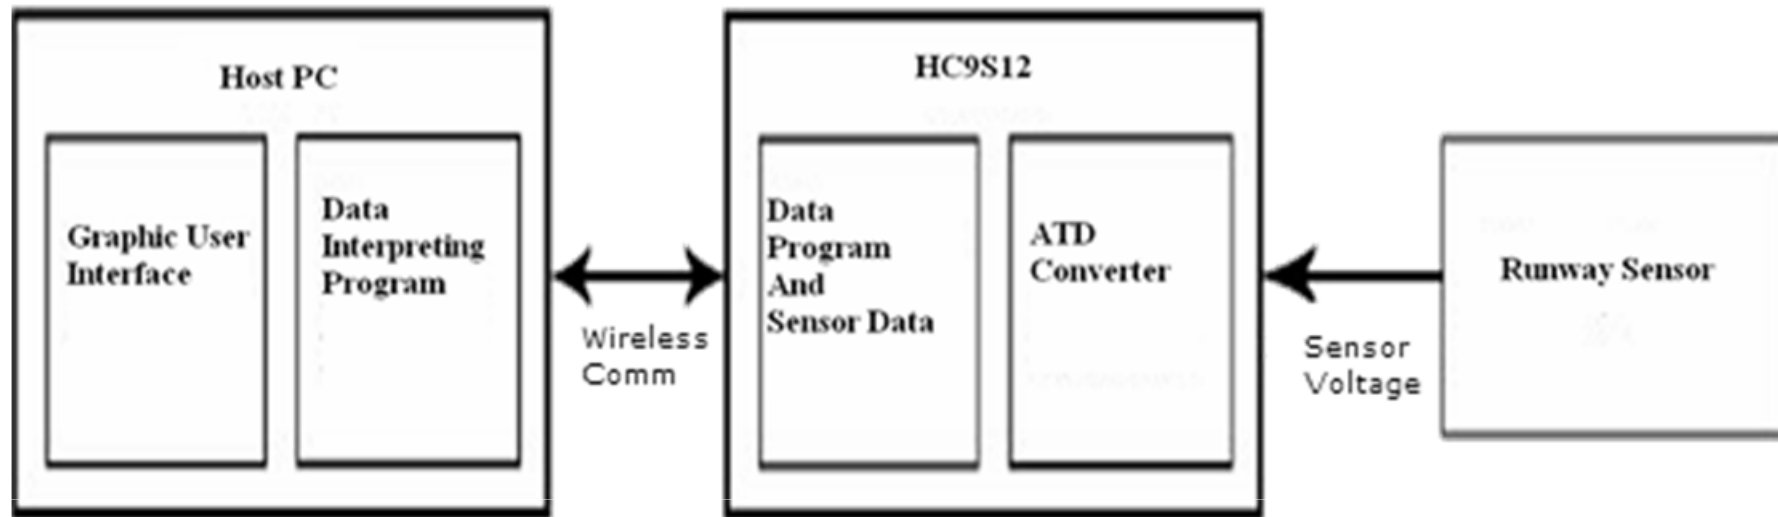 Host PC
Graphic User
Interface
Data
Interpreting
Program
Wireless
Comm
HC9S12
Data
Program
And
Sensor Data
ATD
Converter
Sensor
Voltage
Runway Sensor